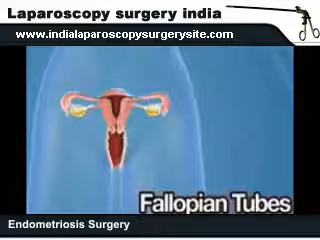 Laparoscopy surgery india
www.indialaparoscopysurgerysite.com
Fallopian Tubes
Endometriosis Surgery